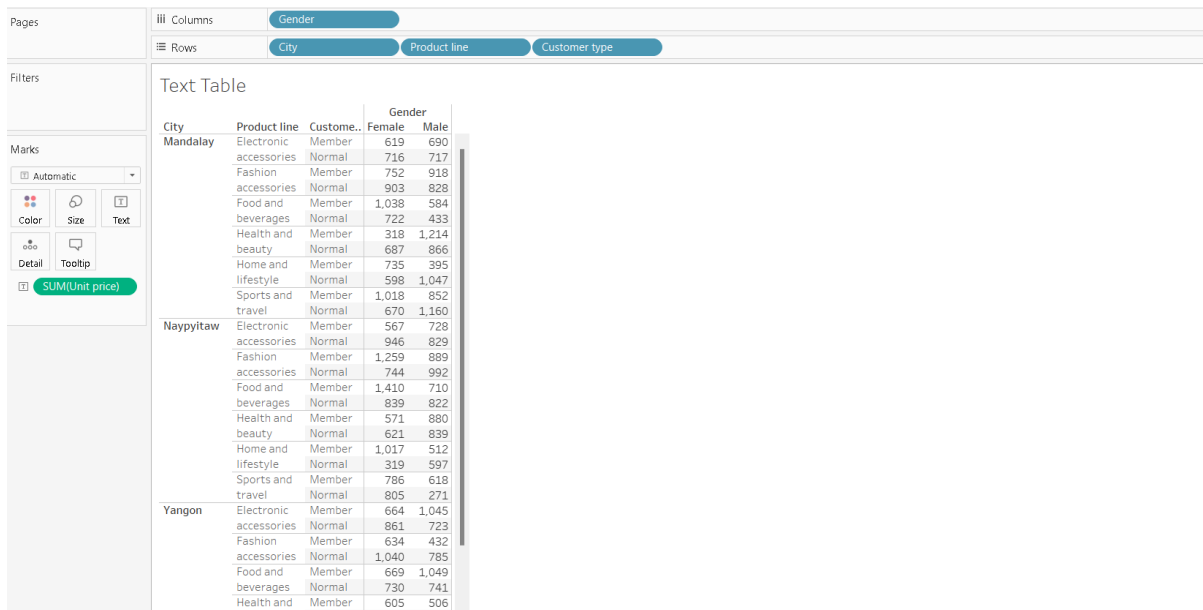 Pages
Columns Gender
Rows City Product line Customer type
Filters
Text Table
Gender
City Product line Custome.. Female Male
Marks
Automatic
Color Size Text
Detail Tooltip
SUM(Unit price)
Mandalay Electronic Member 619 690
accessories Normal 716 717
Fashion Member 752 918
accessories Normal 903 828
Food and Member 1,038 584
beverages Normal 722 433
Health and Member 318 1,214
beauty Normal 687 866
Home and Member 735 395
lifestyle Normal 598 1,047
Sports and Member 1,018 852
travel Normal 670 1,160
Naypyitaw Electronic Member 567 728
accessories Normal 946 829
Fashion Member 1,259 889
accessories Normal 744 992
Food and Member 1,410 710
beverages Normal 839 822
Health and Member 571 880
beauty Normal 621 839
Home and Member 1,017 512
lifestyle Normal 319 597
Sports and Member 786 618
travel Normal 805 271
Yangon Electronic Member 664 1,045
accessories Normal 861 723
Fashion Member 634 432
accessories Normal 1,040 785
Food and Member 669 1,049
beverages Normal 730 741
Health and Member 605 506